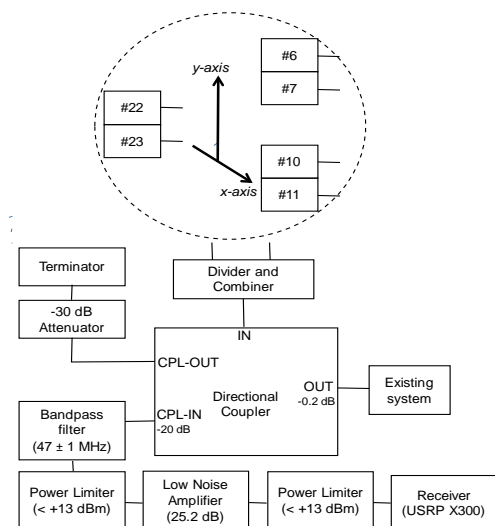 y-axis
#6
#7
#22
#23
x-axis
#10
#11
Terminator
-30 dB
Attenuator
Divider and
Combiner
IN
CPL-OUT
Directional
Coupler
OUT
-0.2 dB
CPL-IN
-20 dB
Existing
system
Bandpass
filter
(47 ± 1 MHz)
Power Limiter
(< +13 dBm)
Low Noise
Amplifier
(25.2 dB)
Power Limiter
(< +13 dBm)
Receiver
(USRP X300)